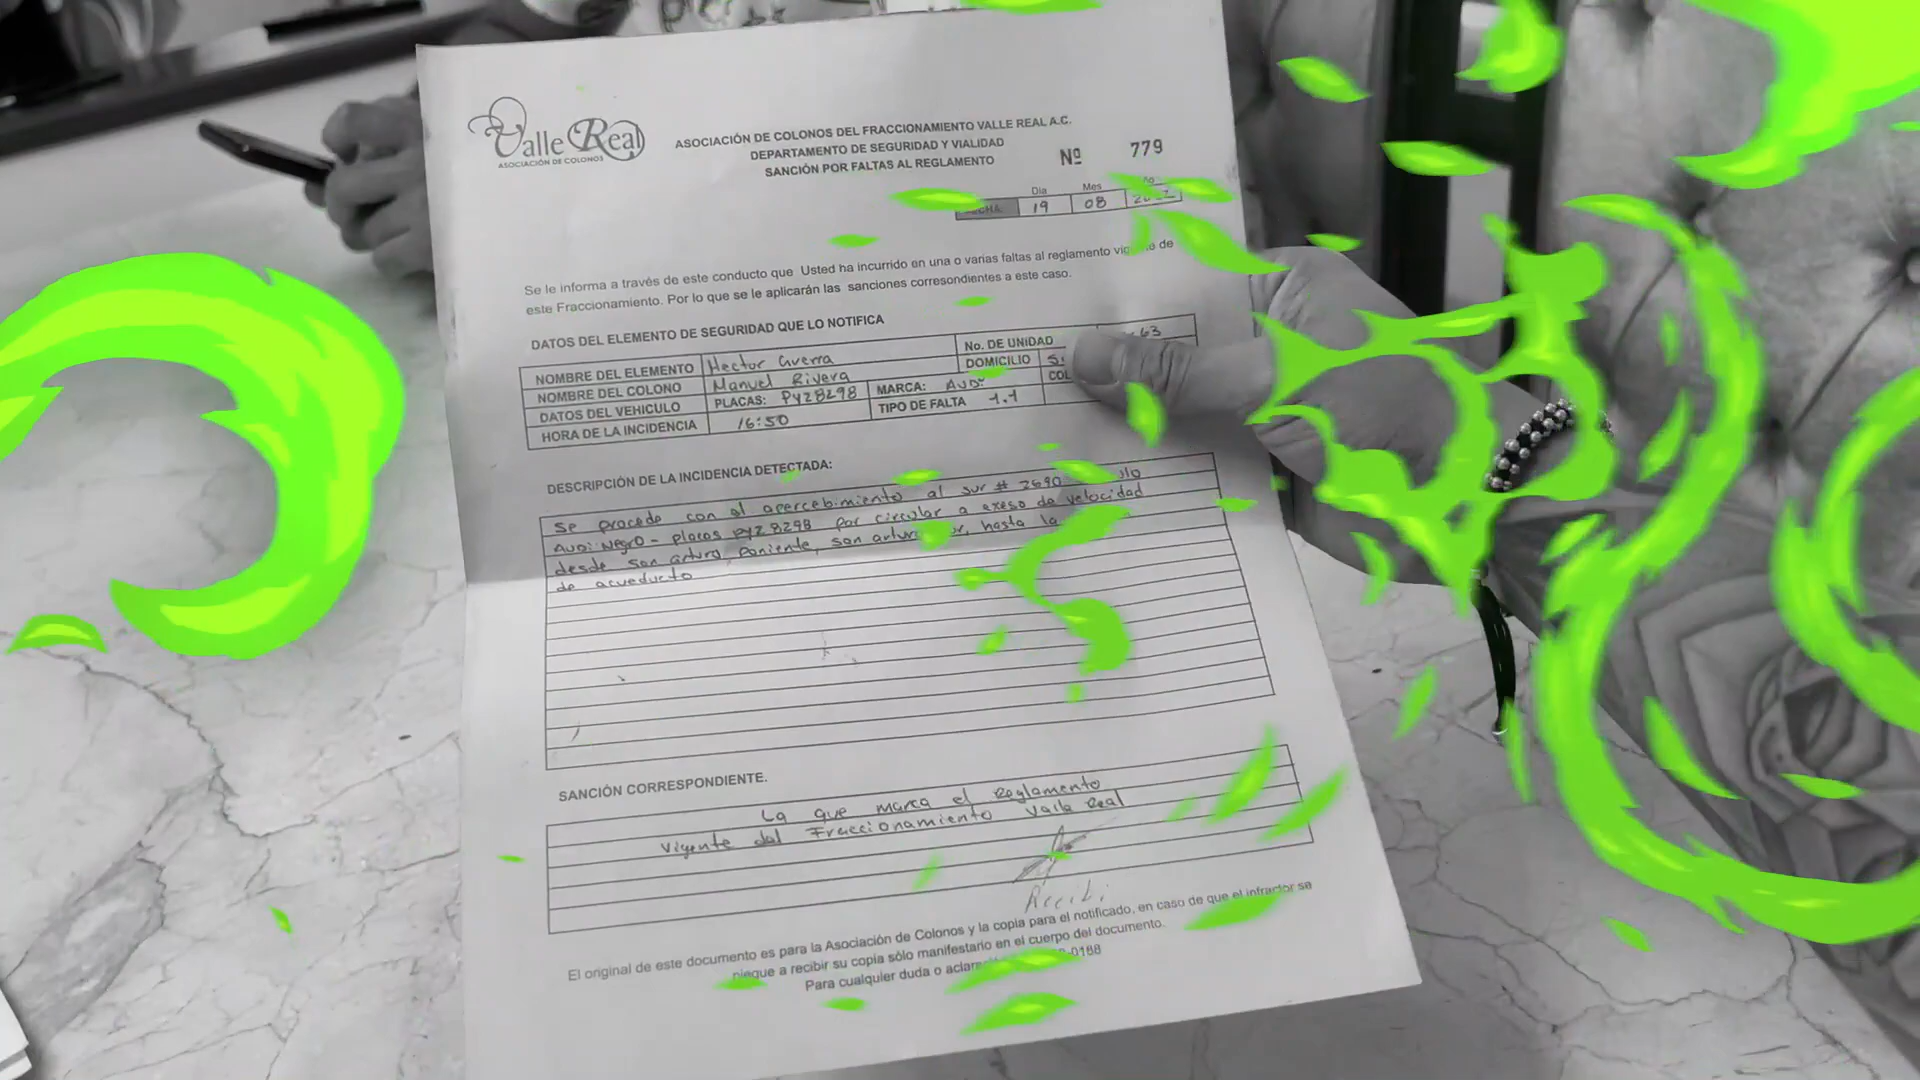 Valle Real
ASOCIACIÓN DE COLONOS
ASOCIACIÓN DE COLONOS DEL FRACCIONAMIENTO VALLE REAL A.C.
DEPARTAMENTO DE SEGURIDAD Y VIALIDAD
SANCIÓN POR FALTAS AL REGLAMENTO
Nº 779
Dia Mes
19 08
Se le informa a través de este conducto que Usted ha incurrido en una o varias faltas al reglamento de
este Fraccionamiento. Por lo que se le aplicarán las sanciones corresondientes a este caso.
DATOS DEL ELEMENTO DE SEGURIDAD QUE LO NOTIFICA
NOMBRE DEL ELEMENTO Hector Guerra No. DE UNIDAD 63
NOMBRE DEL COLONO Manuel Rivera DOMICILIO
DATOS DEL VEHICULO PLACAS: PYZ8298 MARCA:
HORA DE LA INCIDENCIA 16:50 TIPO DE FALTA 1.1
DESCRIPCIÓN DE LA INCIDENCIA DETECTADA:
Se procede con el apercebimiento al sur # 2690
Audi: Negro - placas PYZ 8298 Por circular a exeso de velocidad
desde san arturo Poniente, san arturo hasta la
de acueducto
SANCIÓN CORRESPONDIENTE.
La que marca el Reglamento
Vigente del Fraccionamiento Valle Real
Recibi
El original de este documento es para la Asociación de Colonos y la copia para el notificado, en caso de que el infractor se
niegue a recibir su copia sólo manifestarlo en el cuerpo del documento.
Para cualquier duda o 0188